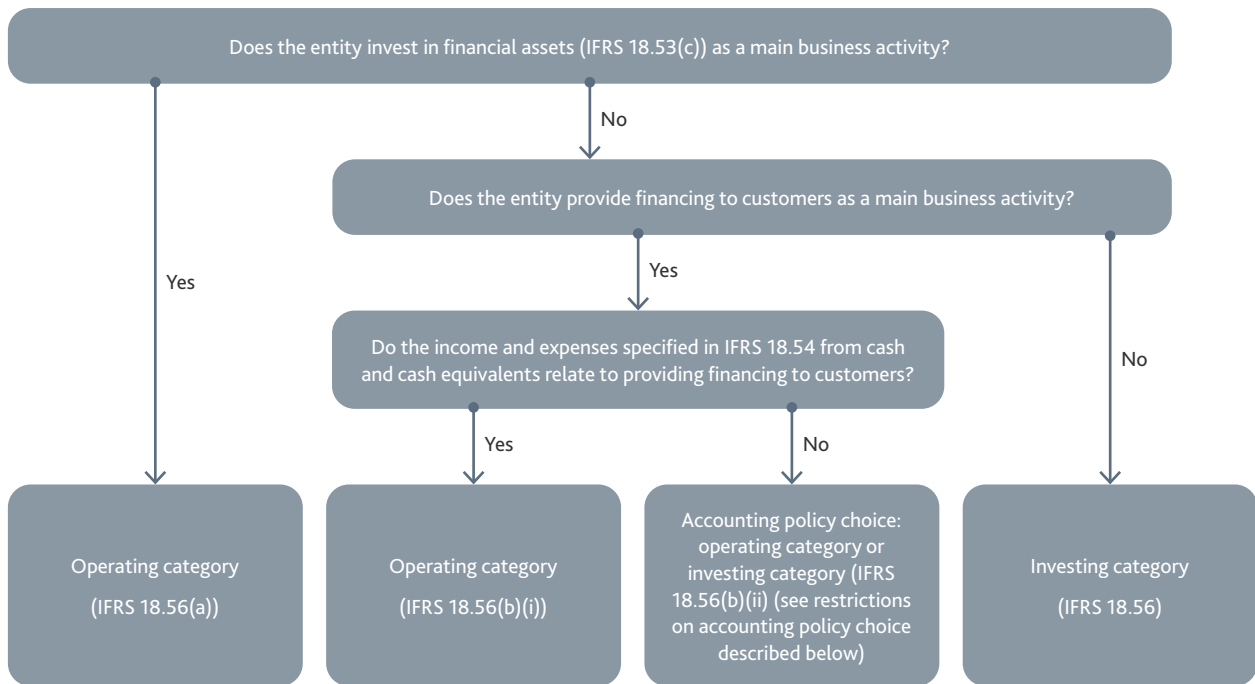 Does the entity invest in financial assets (IFRS 18.53(c)) as a main business activity?
No
Does the entity provide financing to customers as a main business activity?
Yes
Yes
Do the income and expenses specified in IFRS 18.54 from cash
and cash equivalents relate to providing financing to customers?
No
Yes
No
Operating category
(IFRS 18.56(a))
Operating category
(IFRS 18.56(b)(i))
Accounting policy choice:
operating category or
investing category (IFRS
18.56(b)(ii) (see restrictions
on accounting policy choice
described below)
Investing category
(IFRS 18.56)